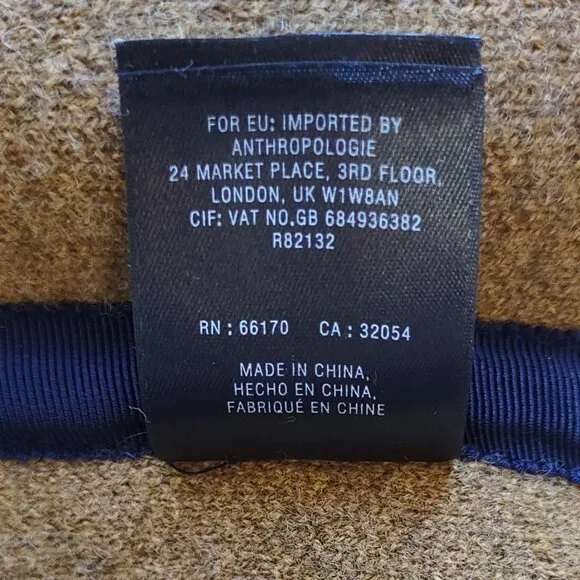 FOR EU: IMPORTED BY
ANTHROPOLOGIE
24 MARKET PLACE, 3RD FLOOR,
LONDON, UK W1W8AN
CIF: VAT NO.GB 684936382
R82132
RN : 66170 CA : 32054
MADE IN CHINA,
HECHO EN CHINA,
FABRIQUÉ EN CHINE